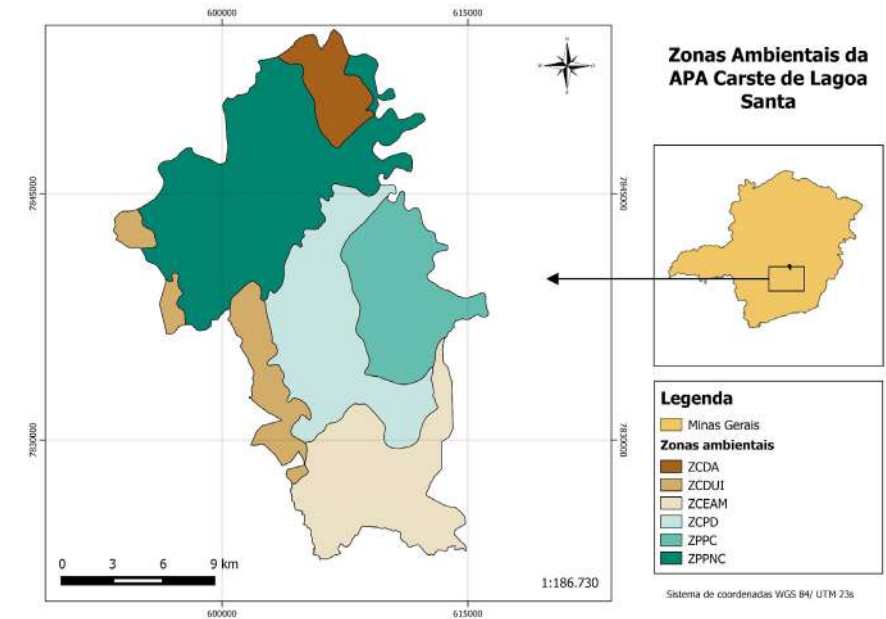 600000
615000
Zonas Ambientais da
APA Carste de Lagoa
Santa
7845000
7845000
Legenda
Minas Gerais
Zonas ambientais
ZCDA
ZCDUI
ZCEAM
ZCPD
ZPPC
ZPPNC
7830000
7830000
0 3 6 9 km
1:186.730
Sistema de coordenadas WGS 84/ UTM 23s
600000
615000